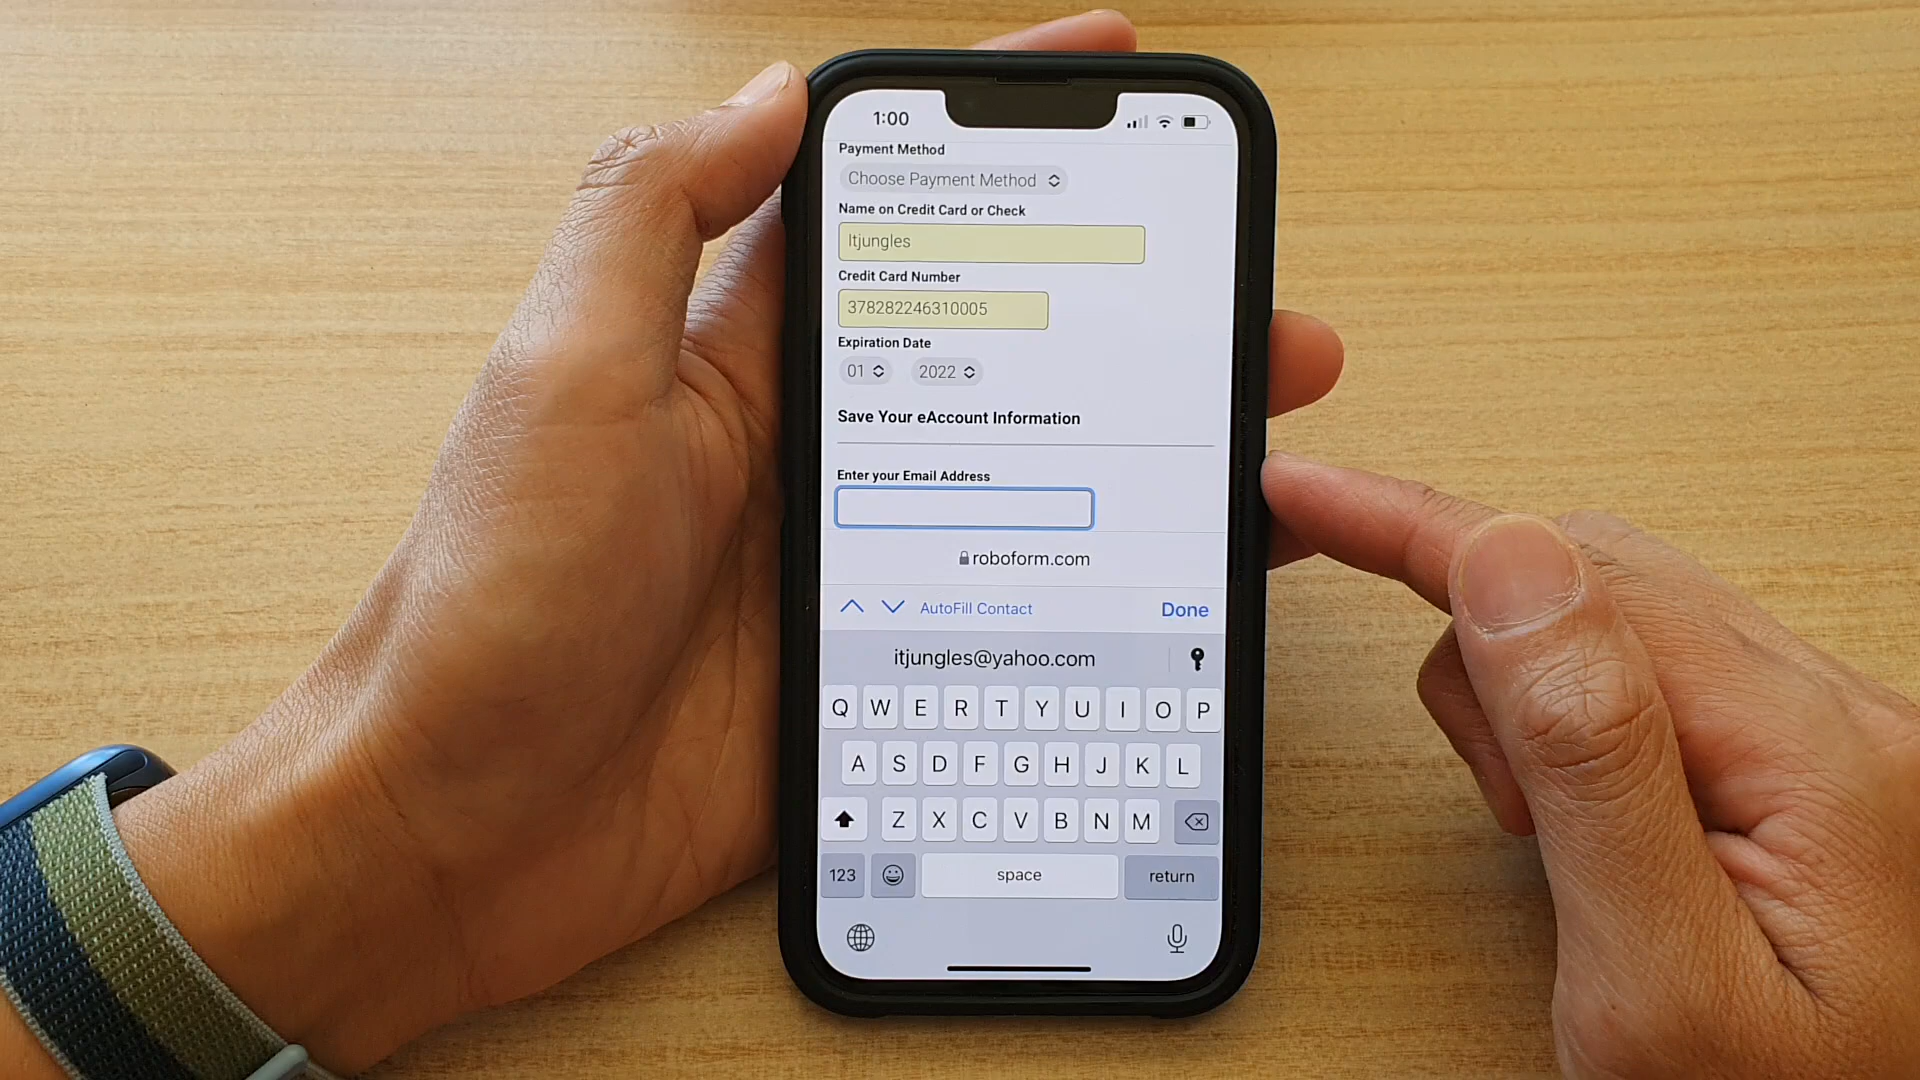 1:00
Payment Method
Choose Payment Method
Name on Credit Card or Check
Itjungles
Credit Card Number
378282246310005
Expiration Date
01 2022
Save Your eAccount Information
Enter your Email Address
roboform.com
AutoFill Contact Done
itjungles@yahoo.com
Q W E R T Y U I O P
A S D F G H J K L
Z X C V B N M
123 space return